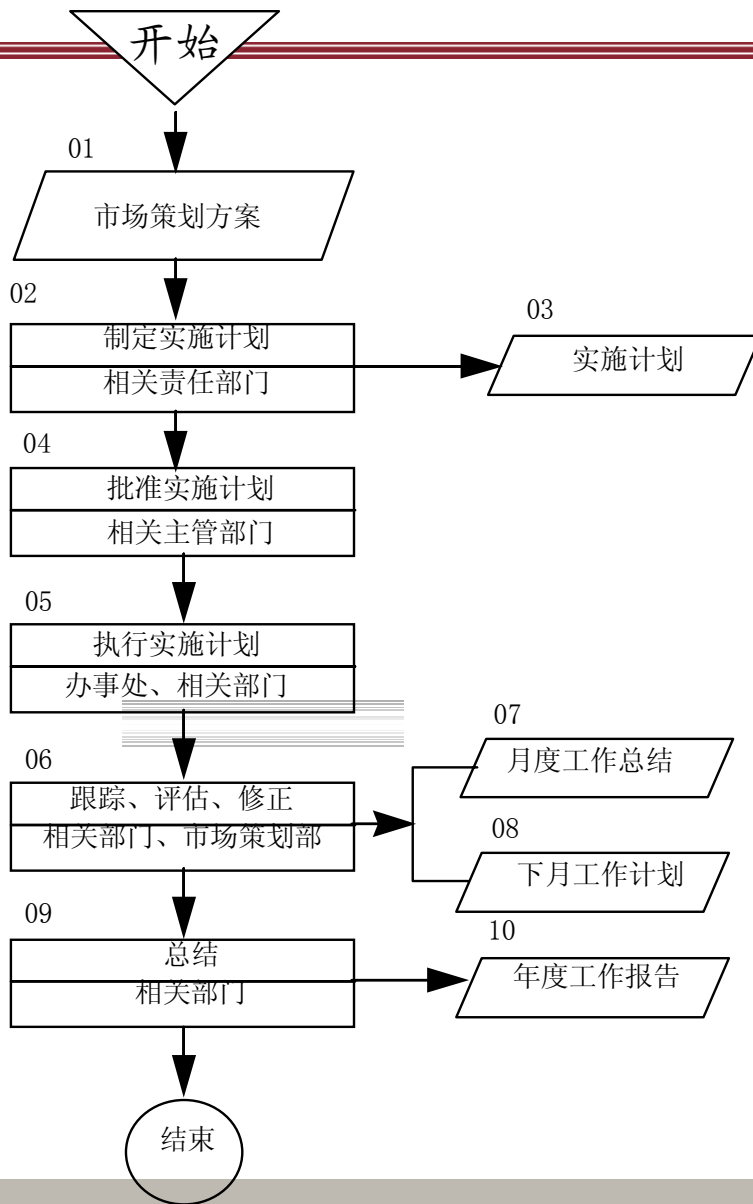 开始
01
市场策划方案
02
制定实施计划
相关责任部门
03
实施计划
04
批准实施计划
相关主管部门
05
执行实施计划
办事处、相关部门
06
跟踪、评估、修正
相关部门、市场策划部
07
月度工作总结
08
下月工作计划
09
总结
相关部门
10
年度工作报告
结束